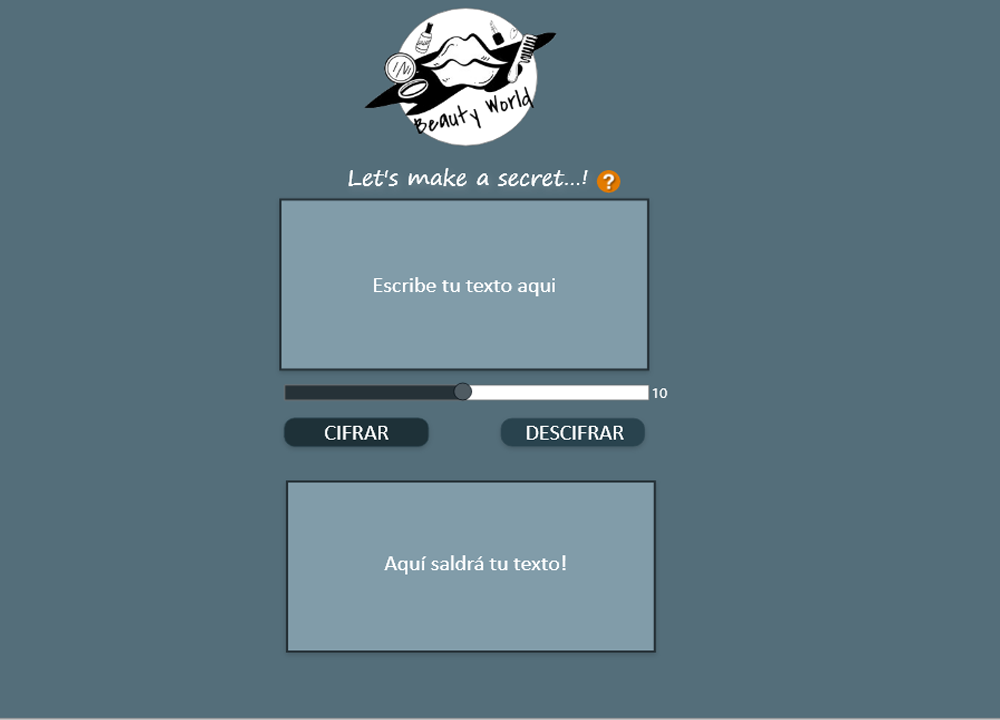 Beauty World
Let's make a secret...! ?
Escribe tu texto aqui
10
CIFRAR DESCIFRAR
Aquí saldrá tu texto!